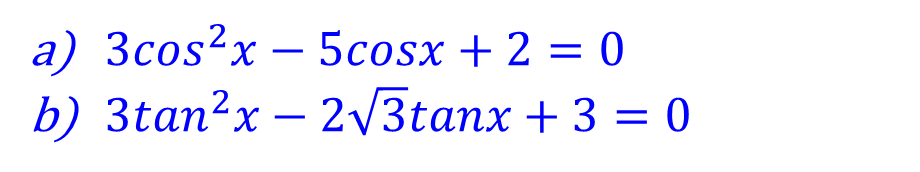 a) 3cos²x − 5cosx + 2 = 0
b) 3tan²x − 2√3tanx + 3 = 0